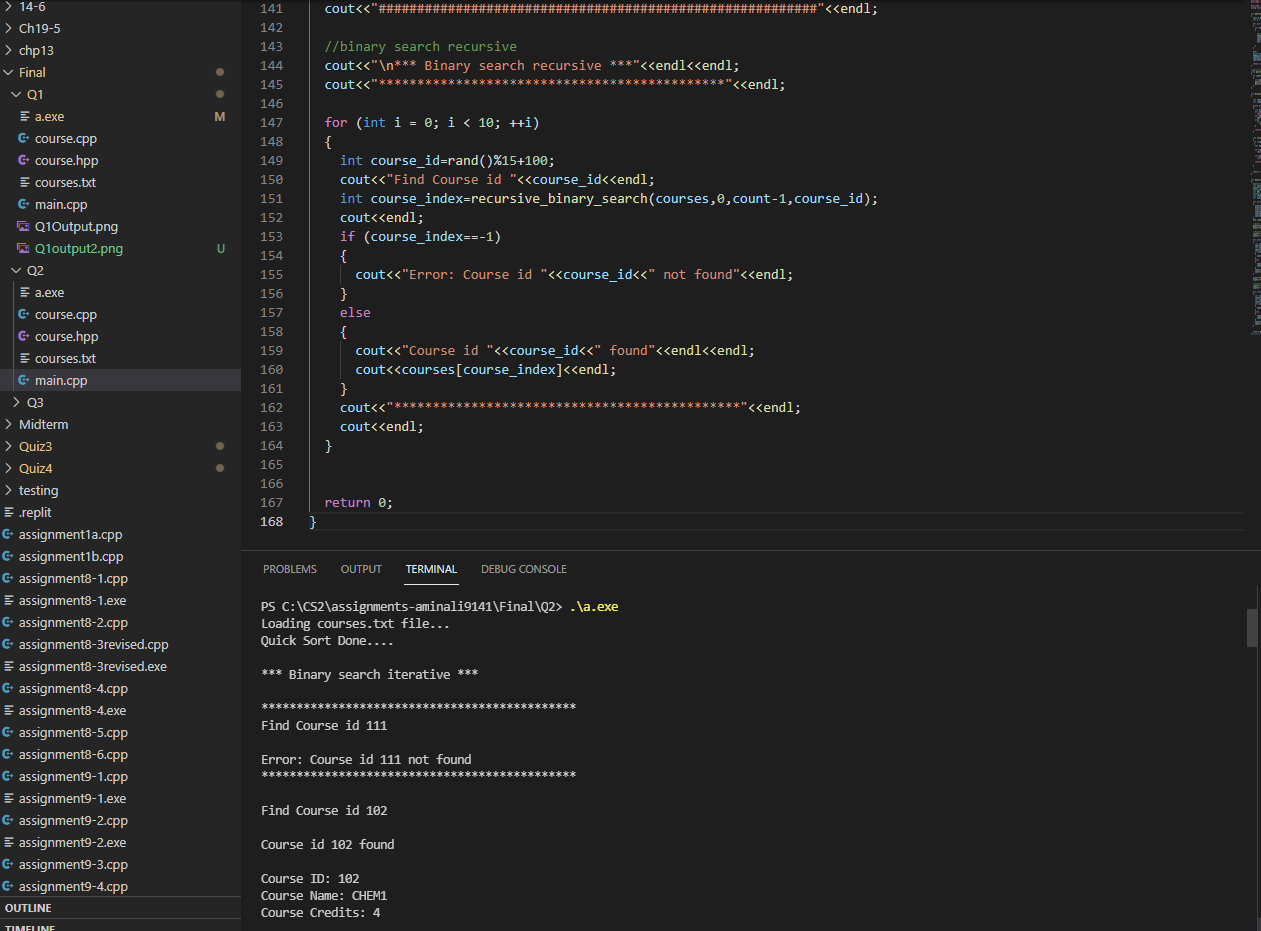 14-6
Ch19-5
chp13
Final
Q1
a.exe M
course.cpp
course.hpp
courses.txt
main.cpp
Q1Output.png
Q1output2.png U
Q2
a.exe
course.cpp
course.hpp
courses.txt
main.cpp
Q3
Midterm
Quiz3
Quiz4
testing
.replit
assignment1a.cpp
assignment1b.cpp
assignment8-1.cpp
assignment8-1.exe
assignment8-2.cpp
assignment8-3revised.cpp
assignment8-3revised.exe
assignment8-4.cpp
assignment8-4.exe
assignment8-5.cpp
assignment8-6.cpp
assignment9-1.cpp
assignment9-1.exe
assignment9-2.cpp
assignment9-2.exe
assignment9-3.cpp
assignment9-4.cpp
OUTLINE
TIMELINE
141 cout<<"#########################################################"<<endl;
142
143 //binary search recursive
144 cout<<"\n*** Binary search recursive ***"<<endl<<endl;
145 cout<<"*********************************************"<<endl;
146
147 for (int i = 0; i < 10; ++i)
148 {
149 int course_id=rand()%15+100;
150 cout<<"Find Course id "<<course_id<<endl;
151 int course_index=recursive_binary_search(courses,0,count-1,course_id);
152 cout<<endl;
153 if (course_index==-1)
154 {
155 cout<<"Error: Course id "<<course_id<<" not found"<<endl;
156 }
157 else
158 {
159 cout<<"Course id "<<course_id<<" found"<<endl<<endl;
160 cout<<courses[course_index]<<endl;
161 }
162 cout<<"*********************************************"<<endl;
163 cout<<endl;
164 }
165
166
167 return 0;
168 }
PROBLEMS OUTPUT TERMINAL DEBUG CONSOLE
PS C:\CS2\assignments-aminali9141\Final\Q2> .\a.exe
Loading courses.txt file...
Quick Sort Done....
*** Binary search iterative ***
*********************************************
Find Course id 111
Error: Course id 111 not found
*********************************************
Find Course id 102
Course id 102 found
Course ID: 102
Course Name: CHEM1
Course Credits: 4